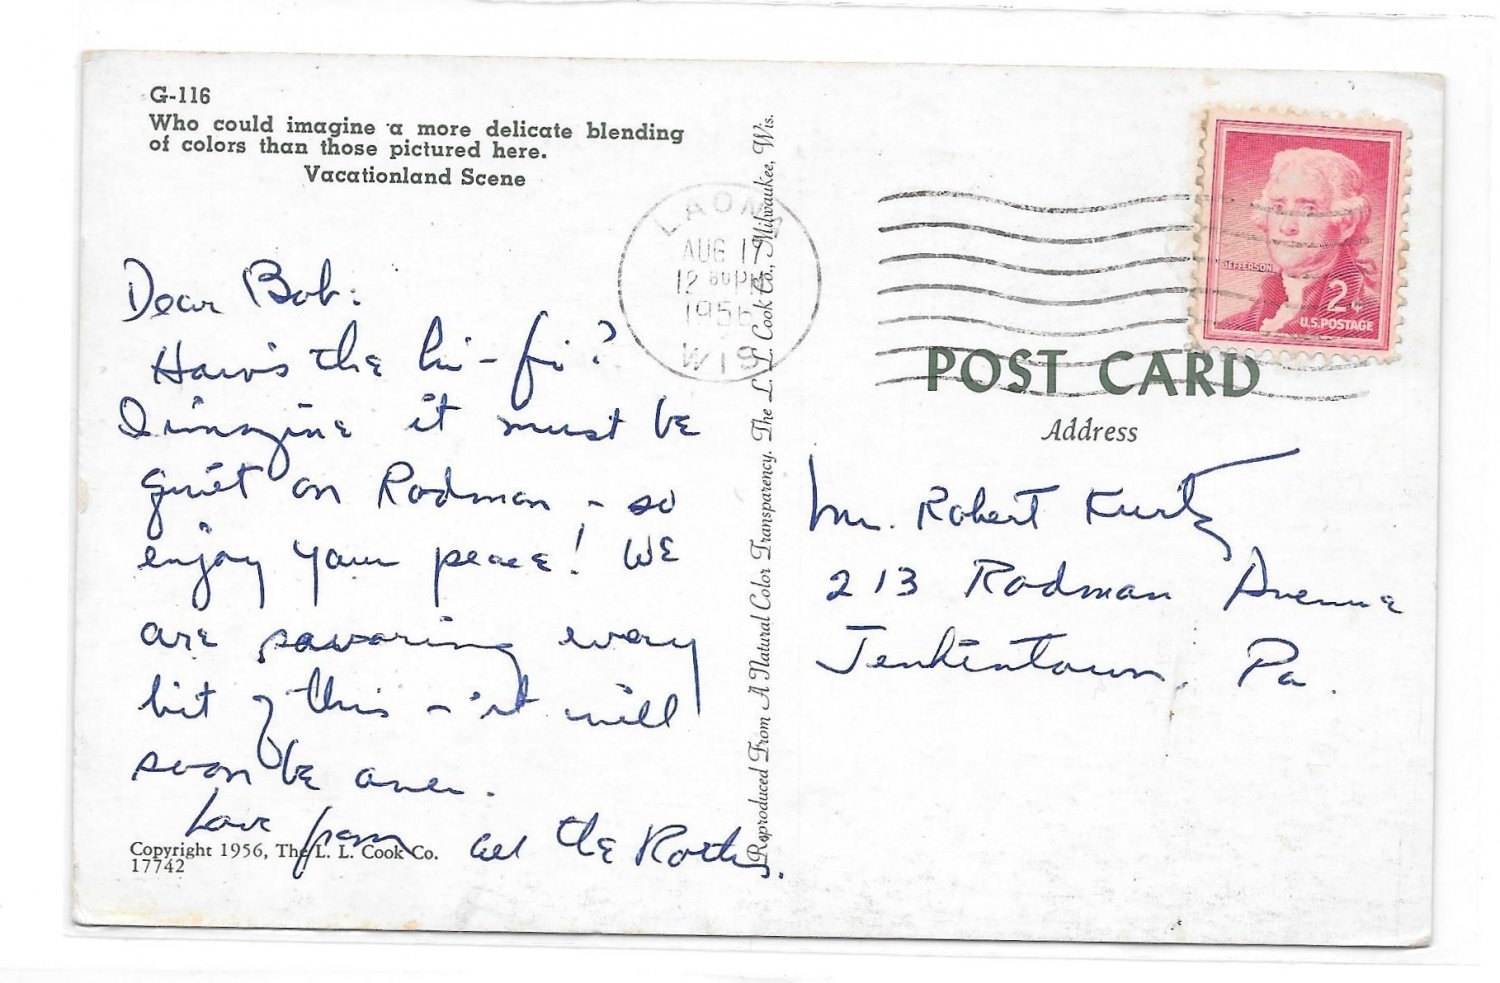 G-116
Who could imagine a more delicate blending
of colors than those pictured here.
Vacationland Scene
LAONA
AUG 17
12 PM
1956
WIS
Dear Bob:
How's the hi-fi?
I imagine it must be
quiet on Rodman - so
enjoy your peace! We
are savoring every
bit of this - it will
soon be over.
Love from all the Roths.
Copyright 1956, The L. L. Cook Co.
17742
Reproduced From A Natural Color Transparency. The L. L. Cook Co., Milwaukee, Wis.
JEFFERSON
2¢
U.S. POSTAGE
POST CARD
Address
Mr. Robert Kurtz
213 Rodman Avenue
Jenkintown, Pa.